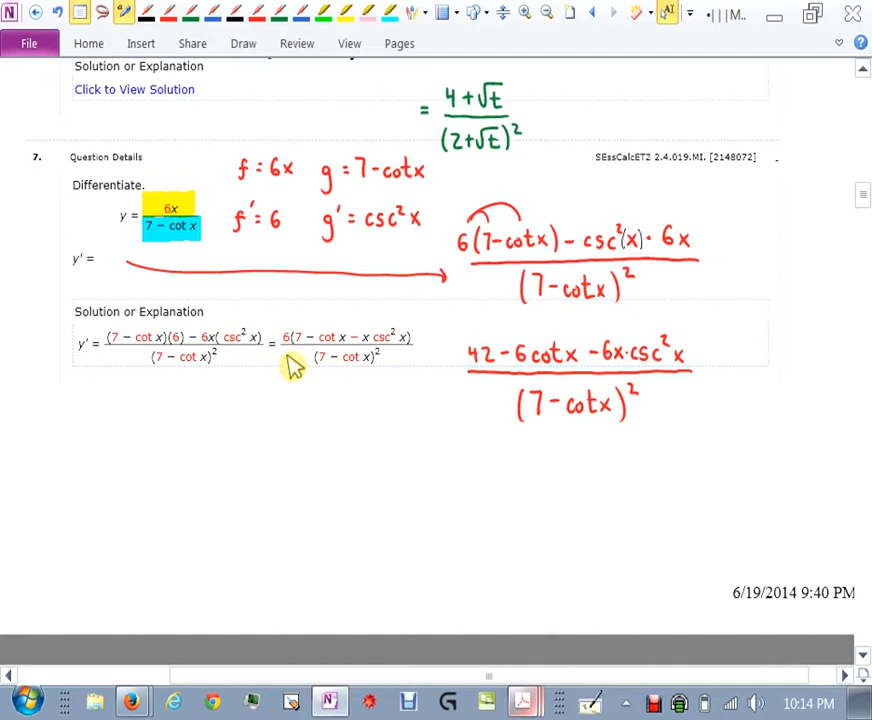 •|||M..
File Home Insert Share Draw Review View Pages
Solution or Explanation
Click to View Solution
= 4 + √t / (2+√t)²
7. Question Details SEssCalcET2 2.4.019.MI. [2148072]
f = 6x g = 7-cotx
Differentiate.
y = 6x / 7 − cot x
f' = 6 g' = csc²x
6(7-cotx) - csc²(x) · 6x / (7-cotx)²
y' =
Solution or Explanation
y' = (7 − cot x)(6) − 6x( csc² x) / (7 − cot x)² = 6(7 − cot x − x csc² x) / (7 − cot x)²
42 - 6cotx - 6x·csc²x / (7-cotx)²
6/19/2014 9:40 PM
10:14 PM